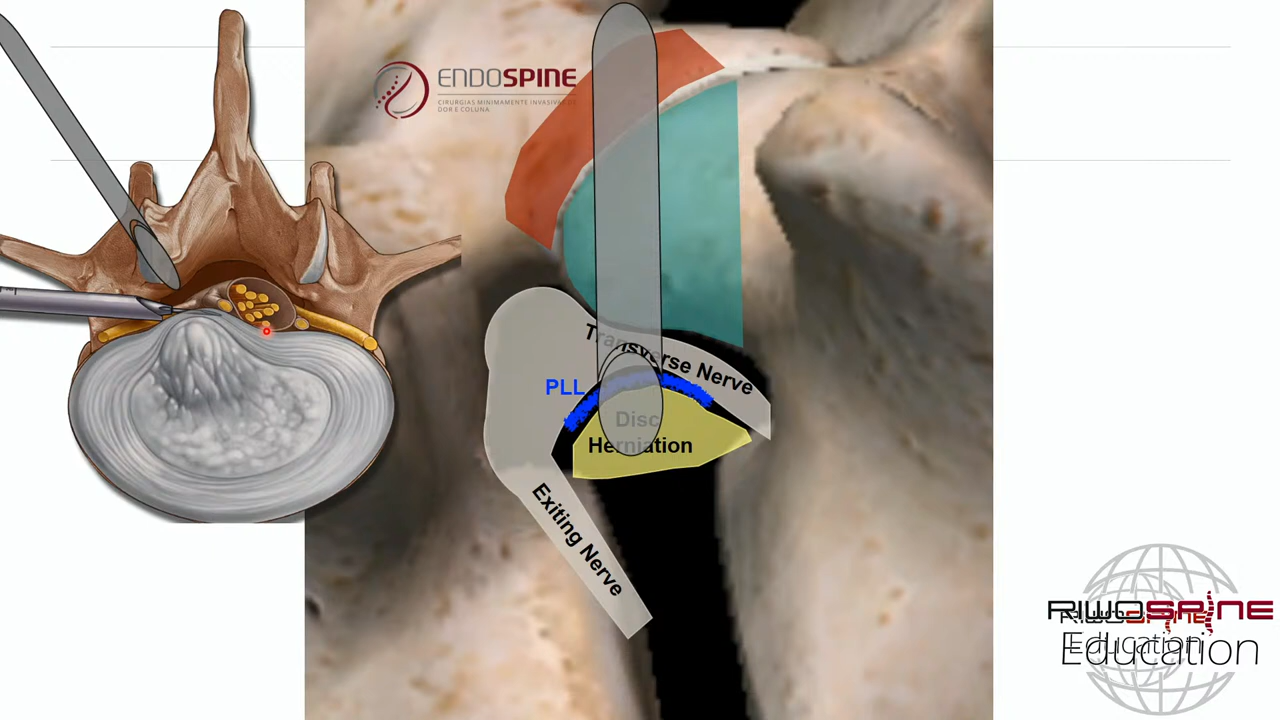 ENDOSPINE
CIRURGIAS MINIMAMENTE INVASIVAS DE
DOR E COLUNA
Transverse Nerve
PLL
Disc
Herniation
Exiting Nerve
RIWOSPINE
Education